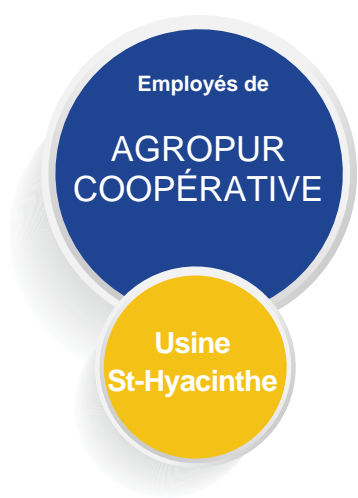 Employés de
AGROPUR
COOPÉRATIVE
Usine
St-Hyacinthe